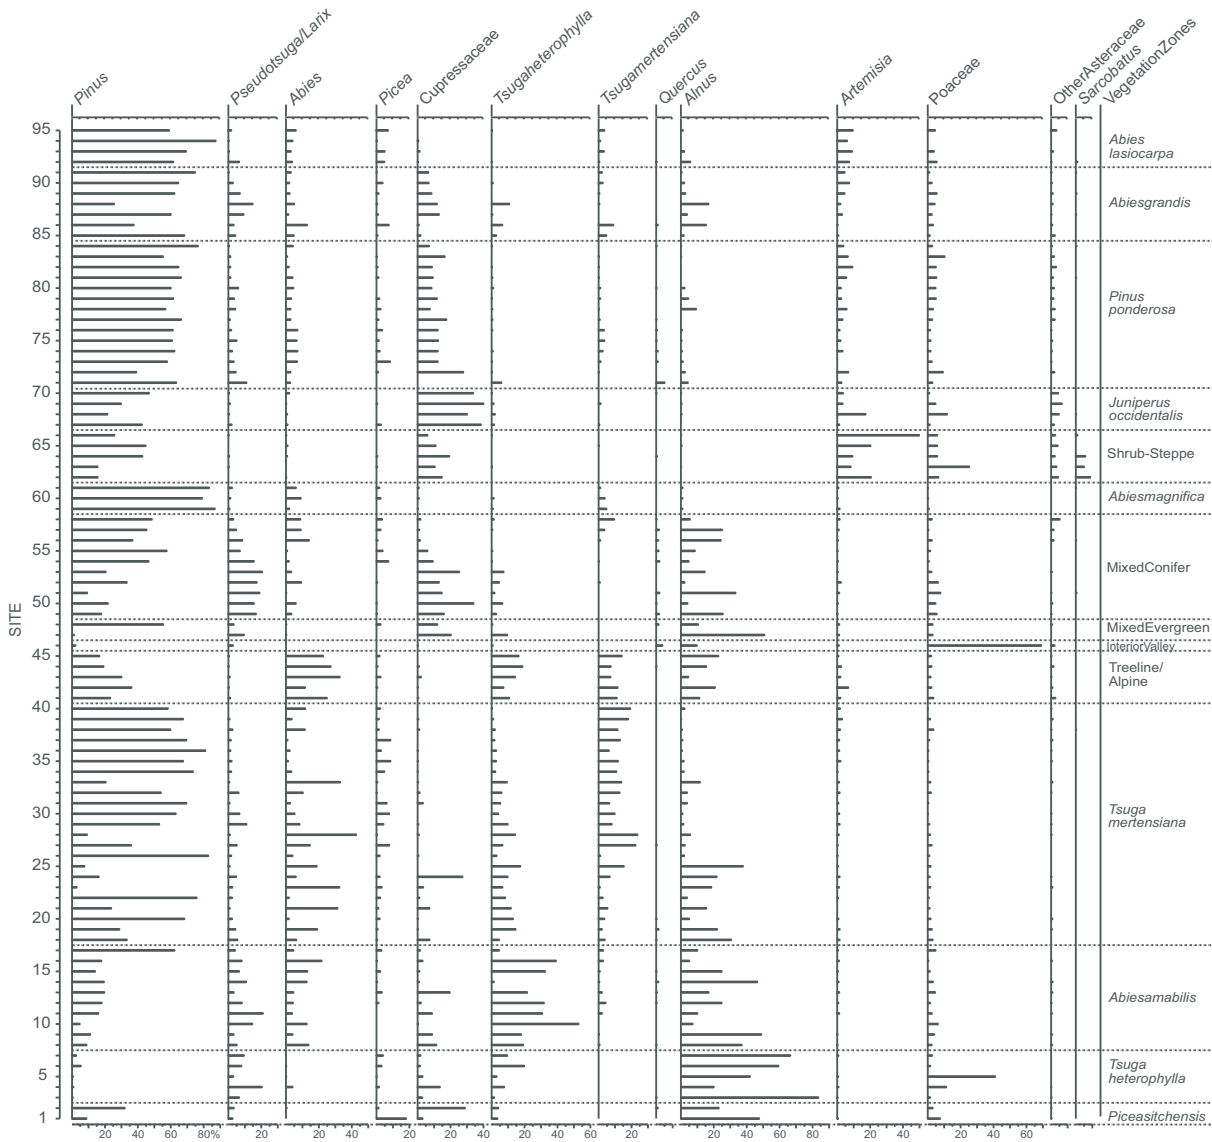 Pinus
Pseudotsuga/Larix
Abies
Picea
Cupressaceae
Tsugaheterophylla
Tsugamertensiana
Quercus
Alnus
Artemisia
Poaceae
OtherAsteraceae
Sarcobatus
VegetationZones
95
90
85
80
75
70
65
60
55
50
45
40
35
30
25
20
15
10
5
1
SITE
Abies
lasiocarpa
Abiesgrandis
Pinus
ponderosa
Juniperus
occidentalis
Shrub-Steppe
Abiesmagnifica
MixedConifer
MixedEvergreen
InteriorValley
Treeline/
Alpine
Tsuga
mertensiana
Abiesamabilis
Tsuga
heterophylla
Piceasitchensis
20 40 60 80% 20 20 40 20 20 40 20 40 60 20 20 40 60 80 20 40 20 40 60